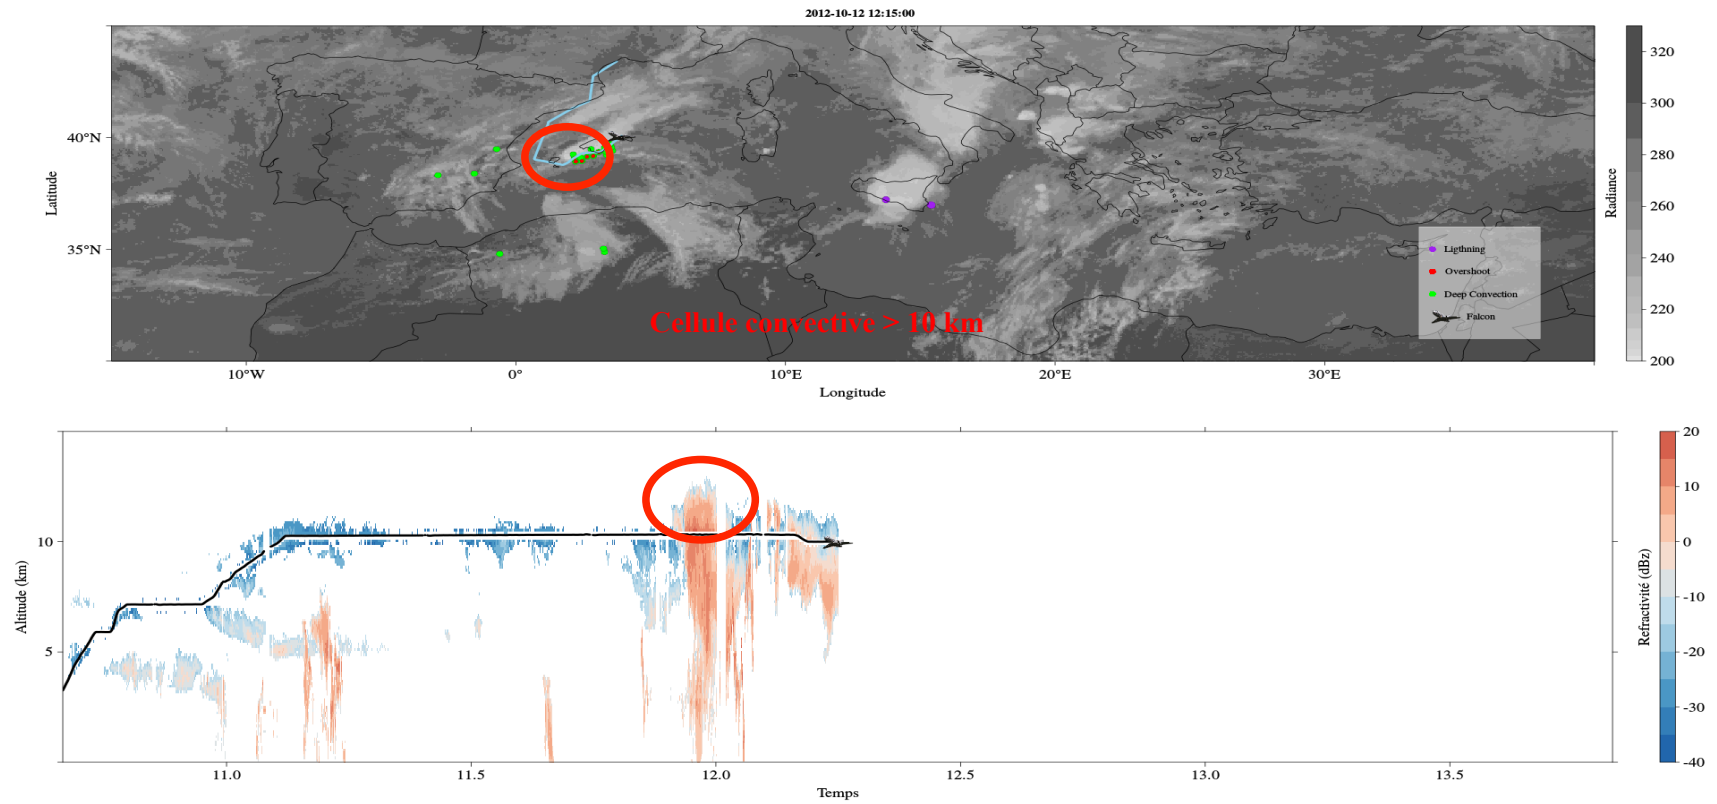 2012-10-12 12:15:00
40°N
35°N
Latitude
10°W
0°
10°E
20°E
30°E
Longitude
Cellule convective > 10 km
Ligthning
Overshoot
Deep Convection
Falcon
320
300
280
260
240
220
200
Radiance
10
5
Altitude (km)
11.0
11.5
12.0
12.5
13.0
13.5
Temps
20
10
0
-10
-20
-30
-40
Refractivité (dBz)